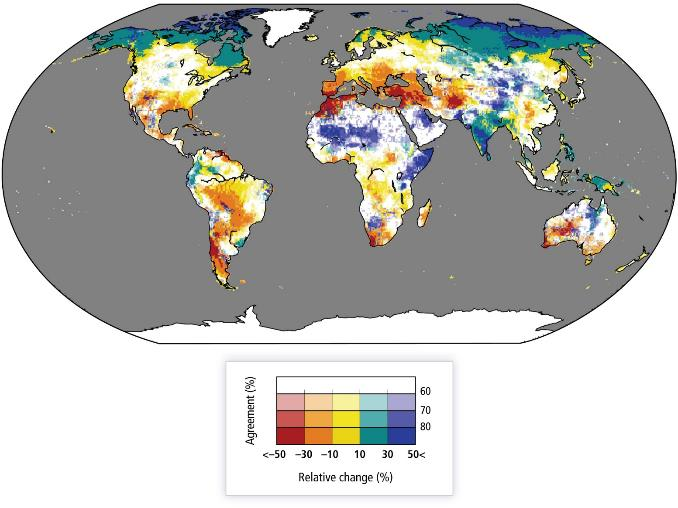 Agreement (%)
60
70
80
<−50 −30 −10 10 30 50<
Relative change (%)